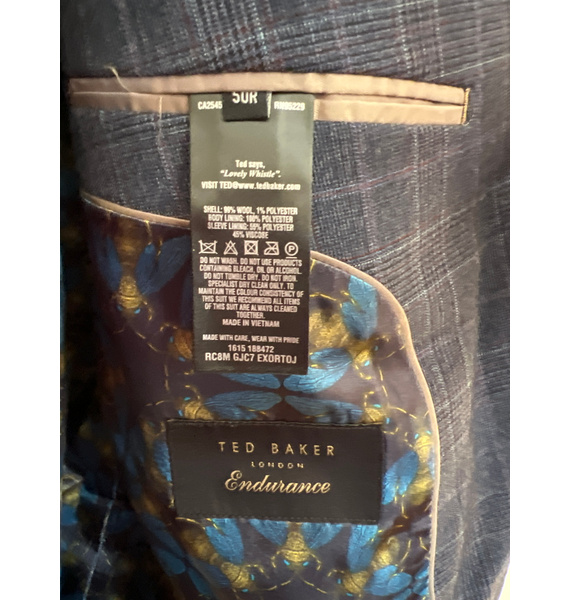 50R
CA2545 RN95229
Ted says,
"Lovely Whistle".
VISIT TED@www.tedbaker.com
SHELL: 99% WOOL, 1% POLYESTER
BODY LINING: 100% POLYESTER
SLEEVE LINING: 55% POLYESTER
45% VISCOSE
P
DO NOT WASH. DO NOT USE PRODUCTS
CONTAINING BLEACH, OIL OR ALCOHOL.
DO NOT TUMBLE DRY. DO NOT IRON.
SPECIALIST DRY CLEAN ONLY. TO
MAINTAIN THE COLOUR CONSISTENCY OF
THIS SUIT WE RECOMMEND ALL ITEMS
OF THIS SUIT ARE ALWAYS CLEANED
TOGETHER.
MADE IN VIETNAM
MADE WITH CARE, WEAR WITH PRIDE
1615 188472
RC8M GJC7 EXORTOJ
TED BAKER
LONDON
Endurance